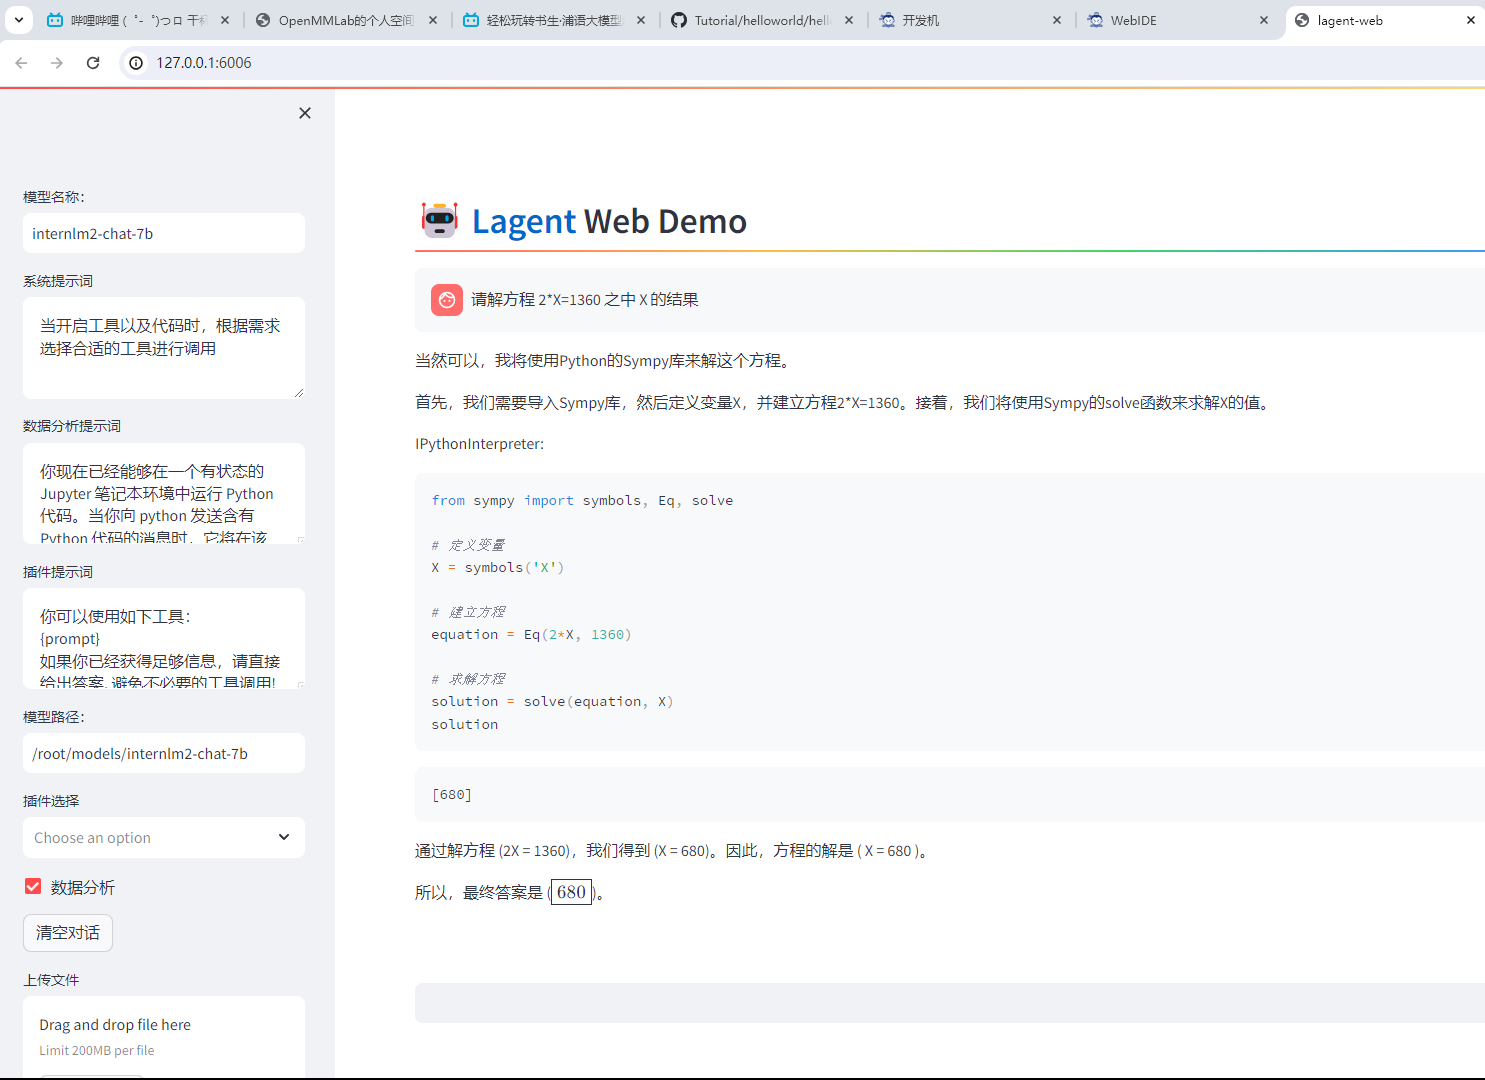 哔哩哔哩 ( ゜- ゜)つロ 干杯
OpenMMLab的个人空间
轻松玩转书生·浦语大模型
Tutorial/helloworld/hell
开发机
WebIDE
lagent-web
127.0.0.1:6006
模型名称：
internlm2-chat-7b
系统提示词
当开启工具以及代码时，根据需求
选择合适的工具进行调用
数据分析提示词
你现在已经能够在一个有状态的
Jupyter 笔记本环境中运行 Python
代码。当你向 python 发送含有
Python 代码的消息时，它将在该
插件提示词
你可以使用如下工具：
{prompt}
如果你已经获得足够信息，请直接
给出答案. 避免不必要的工具调用!
模型路径：
/root/models/internlm2-chat-7b
插件选择
Choose an option
数据分析
清空对话
上传文件
Drag and drop file here
Limit 200MB per file
Lagent Web Demo
请解方程 2*X=1360 之中 X 的结果
当然可以，我将使用Python的Sympy库来解这个方程。
首先，我们需要导入Sympy库，然后定义变量X，并建立方程2*X=1360。接着，我们将使用Sympy的solve函数来求解X的值。
IPythonInterpreter:
from sympy import symbols, Eq, solve
# 定义变量
X = symbols('X')
# 建立方程
equation = Eq(2*X, 1360)
# 求解方程
solution = solve(equation, X)
solution
[680]
通过解方程 (2X = 1360)，我们得到 (X = 680)。因此，方程的解是 ( X = 680 )。
所以，最终答案是 (680)。